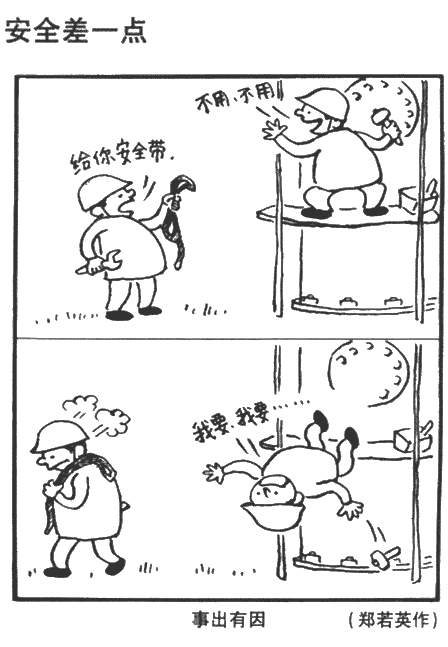 安全差一点
不用、不用
给你安全带.
我要、我要……
事出有因
(郑若英作)